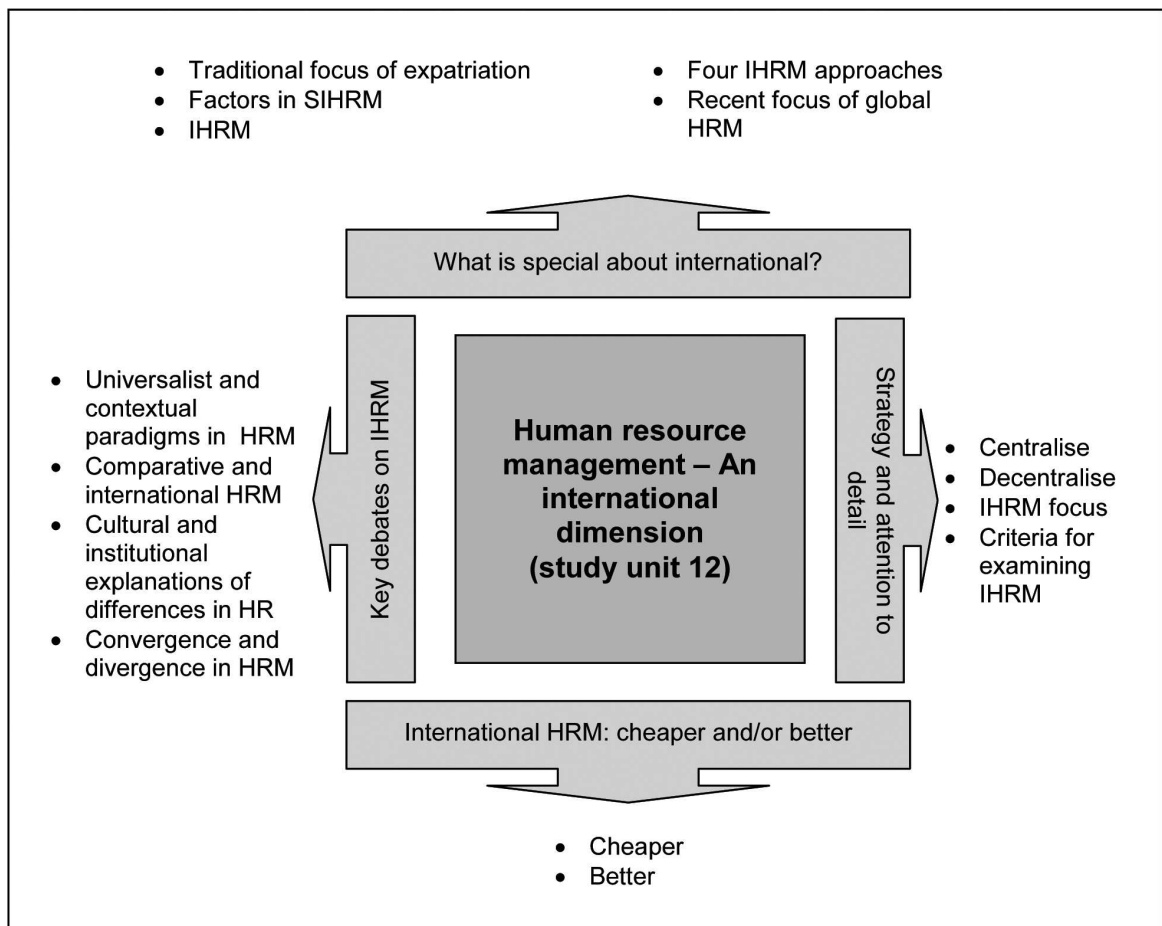 • Traditional focus of expatriation
• Factors in SIHRM
• IHRM
• Four IHRM approaches
• Recent focus of global
HRM
What is special about international?
• Universalist and
contextual
paradigms in HRM
• Comparative and
international HRM
• Cultural and
institutional
explanations of
differences in HR
• Convergence and
divergence in HRM
Key debates on IHRM
Human resource
management – An
international
dimension
(study unit 12)
Strategy and attention to
detail
• Centralise
• Decentralise
• IHRM focus
• Criteria for
examining
IHRM
International HRM: cheaper and/or better
• Cheaper
• Better